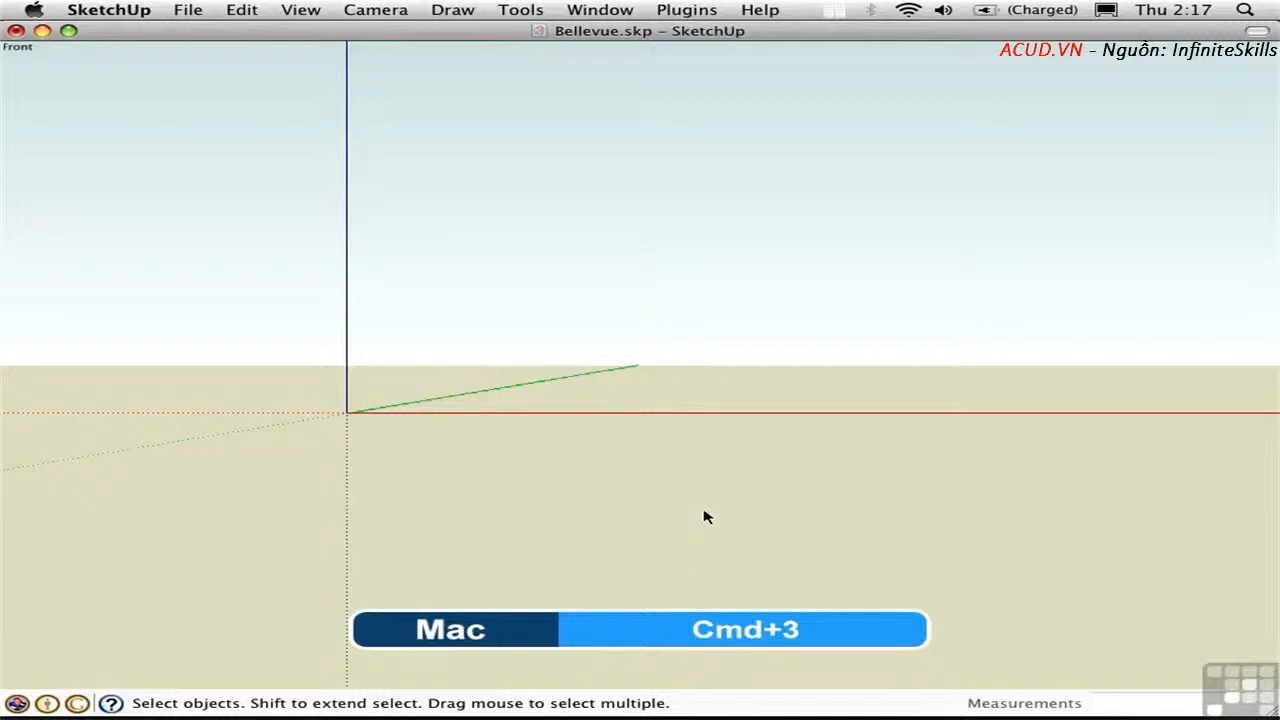 SketchUp File Edit View Camera Draw Tools Window Plugins Help (Charged) Thu 2:17
Bellevue.skp – SketchUp
Front
ACUD.VN - Nguồn: InfiniteSkills
Mac Cmd+3
Select objects. Shift to extend select. Drag mouse to select multiple. Measurements